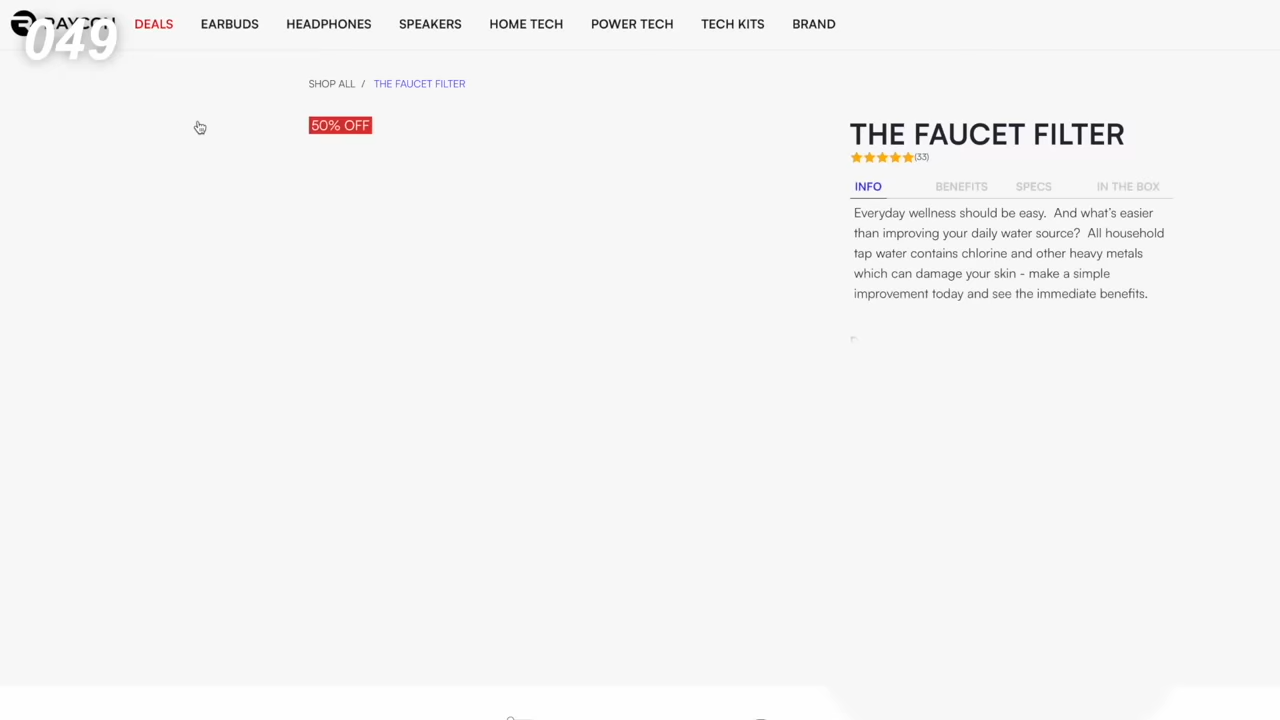 RAYCON
049
DEALS EARBUDS HEADPHONES SPEAKERS HOME TECH POWER TECH TECH KITS BRAND
SHOP ALL / THE FAUCET FILTER
50% OFF
THE FAUCET FILTER
(33)
INFO BENEFITS SPECS IN THE BOX
Everyday wellness should be easy. And what's easier
than improving your daily water source? All household
tap water contains chlorine and other heavy metals
which can damage your skin - make a simple
improvement today and see the immediate benefits.